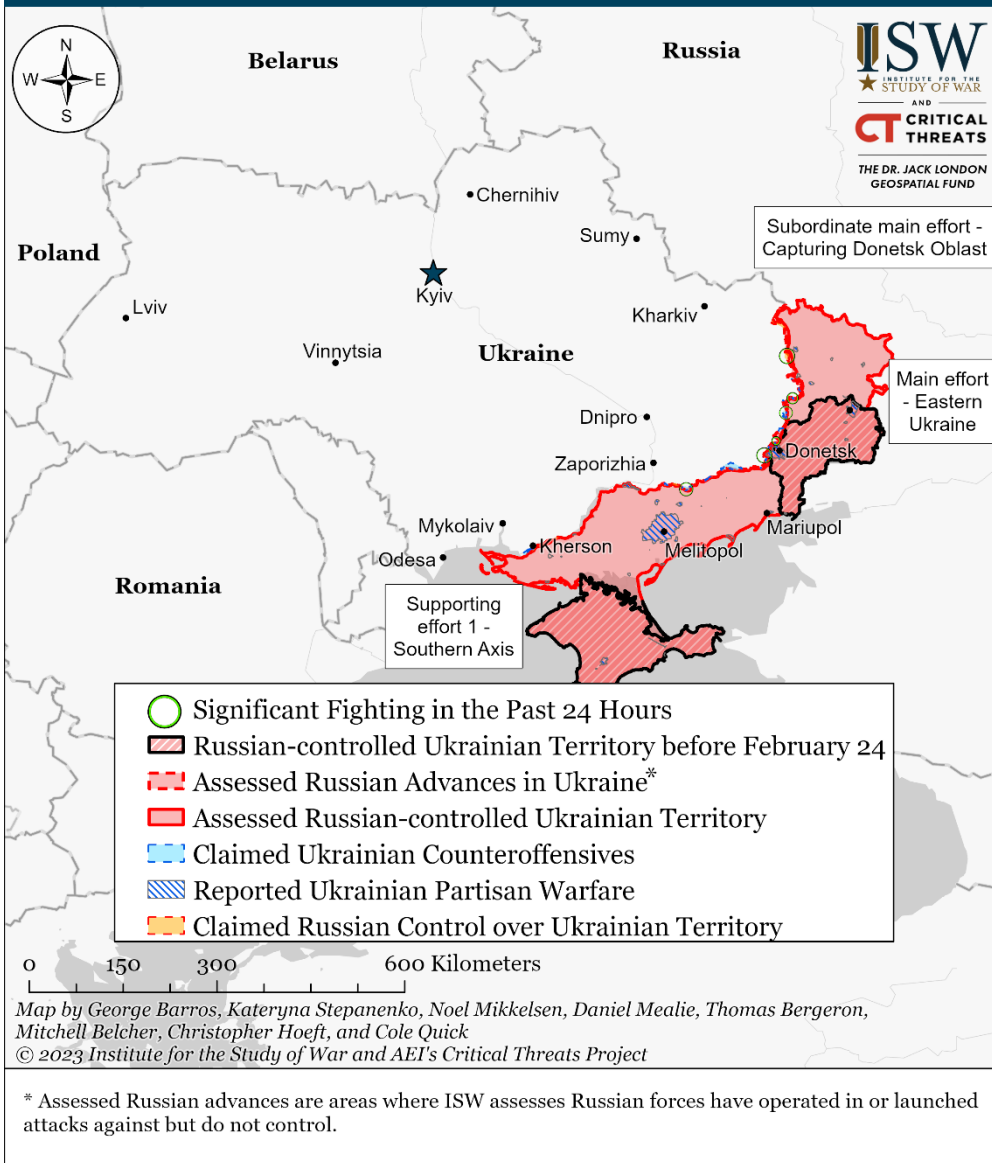 N
W
E
S
Belarus
Russia
ISW
INSTITUTE FOR THE
STUDY OF WAR
AND
CT CRITICAL
THREATS
THE DR. JACK LONDON
GEOSPATIAL FUND
Chernihiv
Sumy
Subordinate main effort -
Capturing Donetsk Oblast
Poland
Kyiv
Lviv
Kharkiv
Vinnytsia
Ukraine
Main effort
- Eastern
Ukraine
Dnipro
Donetsk
Zaporizhia
Mykolaiv
Mariupol
Kherson
Melitopol
Odesa
Romania
Supporting
effort 1 -
Southern Axis
Significant Fighting in the Past 24 Hours
Russian-controlled Ukrainian Territory before February 24
Assessed Russian Advances in Ukraine*
Assessed Russian-controlled Ukrainian Territory
Claimed Ukrainian Counteroffensives
Reported Ukrainian Partisan Warfare
Claimed Russian Control over Ukrainian Territory
0 150 300 600 Kilometers
Map by George Barros, Kateryna Stepanenko, Noel Mikkelsen, Daniel Mealie, Thomas Bergeron,
Mitchell Belcher, Christopher Hoeft, and Cole Quick
© 2023 Institute for the Study of War and AEI's Critical Threats Project
* Assessed Russian advances are areas where ISW assesses Russian forces have operated in or launched
attacks against but do not control.